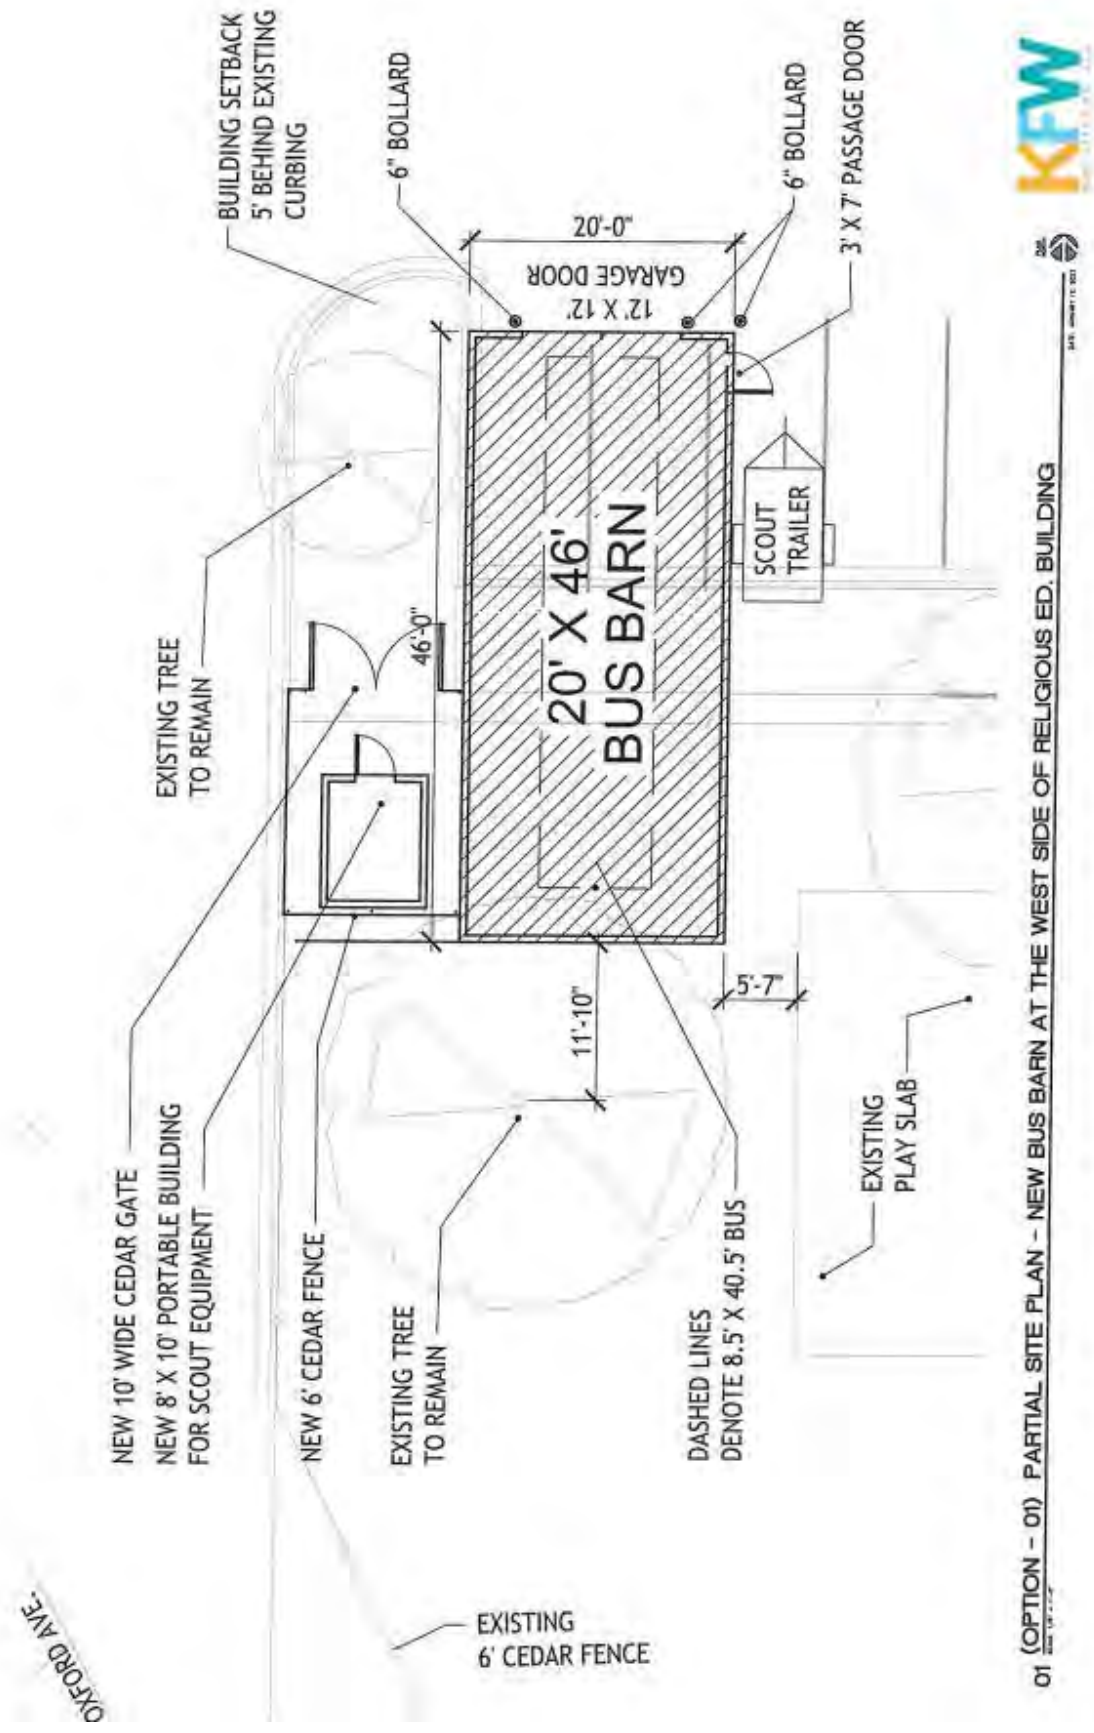 OXFORD AVE.
NEW 10' WIDE CEDAR GATE
NEW 8' X 10' PORTABLE BUILDING
FOR SCOUT EQUIPMENT
NEW 6' CEDAR FENCE
EXISTING TREE
TO REMAIN
DASHED LINES
DENOTE 8.5' X 40.5' BUS
EXISTING
6' CEDAR FENCE
EXISTING TREE
TO REMAIN
BUILDING SETBACK
5' BEHIND EXISTING
CURBING
6" BOLLARD
46'-0"
20'-0"
12' X 12'
GARAGE DOOR
20' X 46'
BUS BARN
11'-10"
5'-7"
SCOUT
TRAILER
6" BOLLARD
3' X 7' PASSAGE DOOR
EXISTING
PLAY SLAB
01 (OPTION - 01) PARTIAL SITE PLAN - NEW BUS BARN AT THE WEST SIDE OF RELIGIOUS ED. BUILDING
KFW